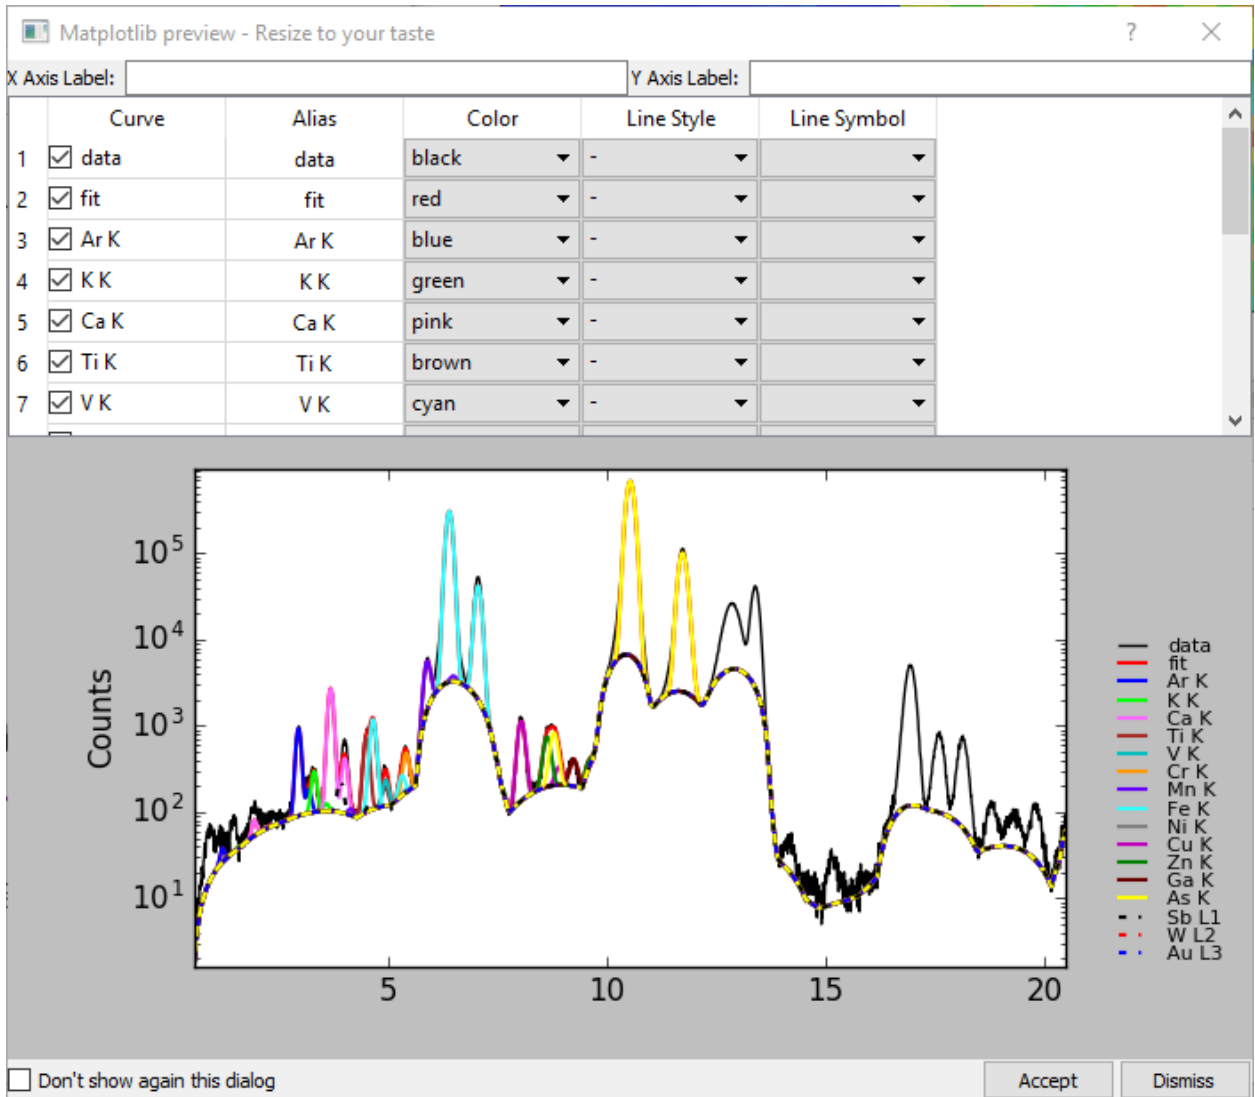 Matplotlib preview - Resize to your taste ?
X Axis Label: Y Axis Label:
Curve Alias Color Line Style Line Symbol
1 data data black -
2 fit fit red -
3 Ar K Ar K blue -
4 K K K K green -
5 Ca K Ca K pink -
6 Ti K Ti K brown -
7 V K V K cyan -
10^5
10^4
10^3
10^2
10^1
Counts
5 10 15 20
data
fit
Ar K
K K
Ca K
Ti K
V K
Cr K
Mn K
Fe K
Ni K
Cu K
Zn K
Ga K
As K
Sb L1
W L2
Au L3
Don't show again this dialog Accept Dismiss